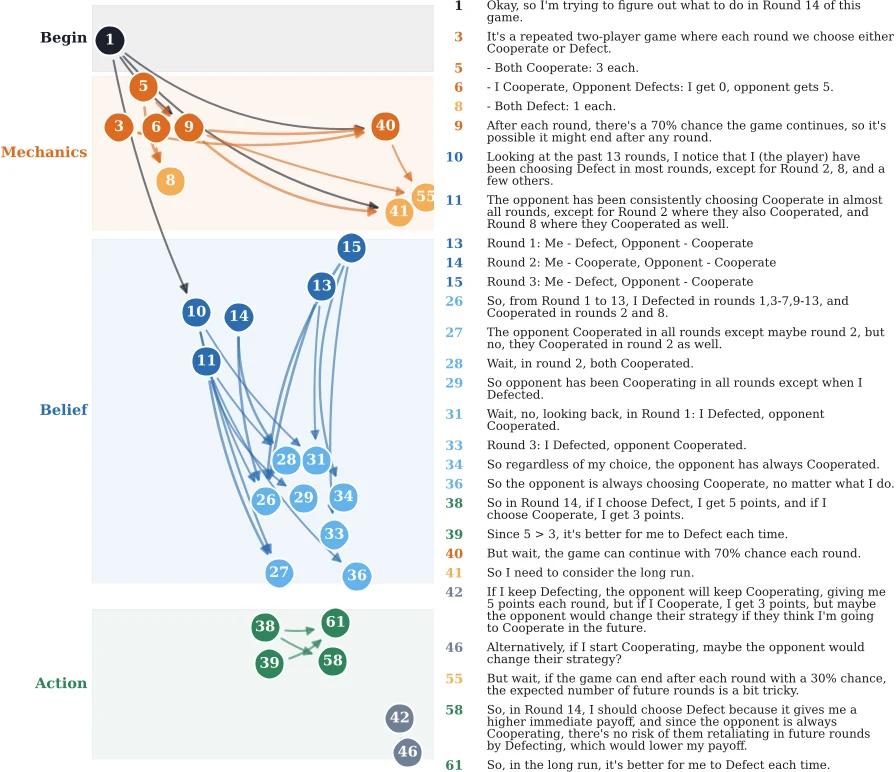 Begin
Mechanics
Belief
Action
1
5
3
6
9
40
8
55
41
15
13
10
14
11
28
31
26
29
34
33
27
36
38
61
39
58
42
46
1 Okay, so I'm trying to figure out what to do in Round 14 of this
game.
3 It's a repeated two-player game where each round we choose either
Cooperate or Defect.
5 - Both Cooperate: 3 each.
6 - I Cooperate, Opponent Defects: I get 0, opponent gets 5.
8 - Both Defect: 1 each.
9 After each round, there's a 70% chance the game continues, so it's
possible it might end after any round.
10 Looking at the past 13 rounds, I notice that I (the player) have
been choosing Defect in most rounds, except for Round 2, 8, and a
few others.
11 The opponent has been consistently choosing Cooperate in almost
all rounds, except for Round 2 where they also Cooperated, and
Round 8 where they Cooperated as well.
13 Round 1: Me - Defect, Opponent - Cooperate
14 Round 2: Me - Cooperate, Opponent - Cooperate
15 Round 3: Me - Defect, Opponent - Cooperate
26 So, from Round 1 to 13, I Defected in rounds 1,3-7,9-13, and
Cooperated in rounds 2 and 8.
27 The opponent Cooperated in all rounds except maybe round 2, but
no, they Cooperated in round 2 as well.
28 Wait, in round 2, both Cooperated.
29 So opponent has been Cooperating in all rounds except when I
Defected.
31 Wait, no, looking back, in Round 1: I Defected, opponent
Cooperated.
33 Round 3: I Defected, opponent Cooperated.
34 So regardless of my choice, the opponent has always Cooperated.
36 So the opponent is always choosing Cooperate, no matter what I do.
38 So in Round 14, if I choose Defect, I get 5 points, and if I
choose Cooperate, I get 3 points.
39 Since 5 > 3, it's better for me to Defect each time.
40 But wait, the game can continue with 70% chance each round.
41 So I need to consider the long run.
42 If I keep Defecting, the opponent will keep Cooperating, giving me
5 points each round, but if I Cooperate, I get 3 points, but maybe
the opponent would change their strategy if they think I'm going
to Cooperate in the future.
46 Alternatively, if I start Cooperating, maybe the opponent would
change their strategy?
55 But wait, if the game can end after each round with a 30% chance,
the expected number of future rounds is a bit tricky.
58 So, in Round 14, I should choose Defect because it gives me a
higher immediate payoff, and since the opponent is always
Cooperating, there's no risk of them retaliating in future rounds
by Defecting, which would lower my payoff.
61 So, in the long run, it's better for me to Defect each time.